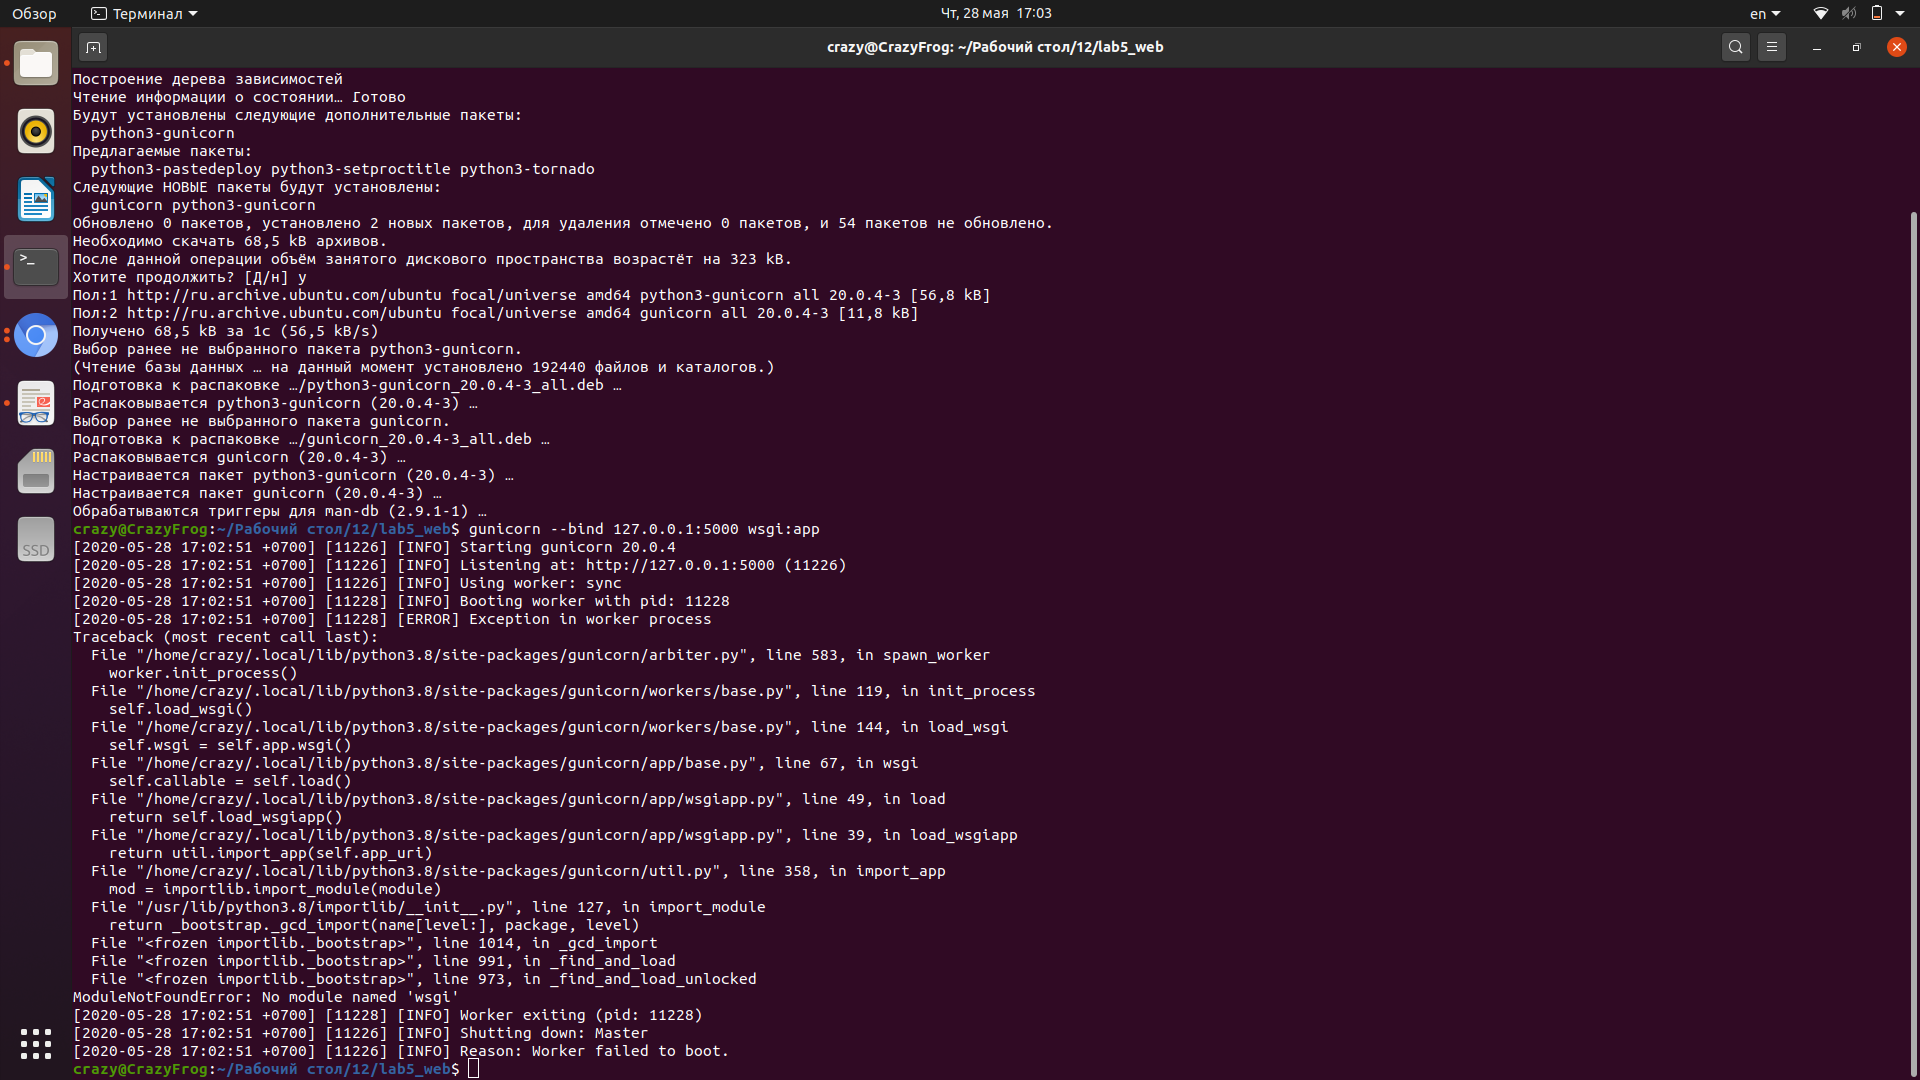 Обзор
Терминал
Чт, 28 мая 17:03
en
crazy@CrazyFrog: ~/Рабочий стол/12/lab5_web
Построение дерева зависимостей
Чтение информации о состоянии… Готово
Будут установлены следующие дополнительные пакеты:
  python3-gunicorn
Предлагаемые пакеты:
  python3-pastedeploy python3-setproctitle python3-tornado
Следующие НОВЫЕ пакеты будут установлены:
  gunicorn python3-gunicorn
Обновлено 0 пакетов, установлено 2 новых пакетов, для удаления отмечено 0 пакетов, и 54 пакетов не обновлено.
Необходимо скачать 68,5 kB архивов.
После данной операции объём занятого дискового пространства возрастёт на 323 kB.
Хотите продолжить? [Д/н] y
Пол:1 http://ru.archive.ubuntu.com/ubuntu focal/universe amd64 python3-gunicorn all 20.0.4-3 [56,8 kB]
Пол:2 http://ru.archive.ubuntu.com/ubuntu focal/universe amd64 gunicorn all 20.0.4-3 [11,8 kB]
Получено 68,5 kB за 1с (56,5 kB/s)
Выбор ранее не выбранного пакета python3-gunicorn.
(Чтение базы данных … на данный момент установлено 192440 файлов и каталогов.)
Подготовка к распаковке …/python3-gunicorn_20.0.4-3_all.deb …
Распаковывается python3-gunicorn (20.0.4-3) …
Выбор ранее не выбранного пакета gunicorn.
Подготовка к распаковке …/gunicorn_20.0.4-3_all.deb …
Распаковывается gunicorn (20.0.4-3) …
Настраивается пакет python3-gunicorn (20.0.4-3) …
Настраивается пакет gunicorn (20.0.4-3) …
Обрабатываются триггеры для man-db (2.9.1-1) …
crazy@CrazyFrog:~/Рабочий стол/12/lab5_web$ gunicorn --bind 127.0.0.1:5000 wsgi:app
[2020-05-28 17:02:51 +0700] [11226] [INFO] Starting gunicorn 20.0.4
[2020-05-28 17:02:51 +0700] [11226] [INFO] Listening at: http://127.0.0.1:5000 (11226)
[2020-05-28 17:02:51 +0700] [11226] [INFO] Using worker: sync
[2020-05-28 17:02:51 +0700] [11228] [INFO] Booting worker with pid: 11228
[2020-05-28 17:02:51 +0700] [11228] [ERROR] Exception in worker process
Traceback (most recent call last):
  File "/home/crazy/.local/lib/python3.8/site-packages/gunicorn/arbiter.py", line 583, in spawn_worker
    worker.init_process()
  File "/home/crazy/.local/lib/python3.8/site-packages/gunicorn/workers/base.py", line 119, in init_process
    self.load_wsgi()
  File "/home/crazy/.local/lib/python3.8/site-packages/gunicorn/workers/base.py", line 144, in load_wsgi
    self.wsgi = self.app.wsgi()
  File "/home/crazy/.local/lib/python3.8/site-packages/gunicorn/app/base.py", line 67, in wsgi
    self.callable = self.load()
  File "/home/crazy/.local/lib/python3.8/site-packages/gunicorn/app/wsgiapp.py", line 49, in load
    return self.load_wsgiapp()
  File "/home/crazy/.local/lib/python3.8/site-packages/gunicorn/app/wsgiapp.py", line 39, in load_wsgiapp
    return util.import_app(self.app_uri)
  File "/home/crazy/.local/lib/python3.8/site-packages/gunicorn/util.py", line 358, in import_app
    mod = importlib.import_module(module)
  File "/usr/lib/python3.8/importlib/__init__.py", line 127, in import_module
    return _bootstrap._gcd_import(name[level:], package, level)
  File "<frozen importlib._bootstrap>", line 1014, in _gcd_import
  File "<frozen importlib._bootstrap>", line 991, in _find_and_load
  File "<frozen importlib._bootstrap>", line 973, in _find_and_load_unlocked
ModuleNotFoundError: No module named 'wsgi'
[2020-05-28 17:02:51 +0700] [11228] [INFO] Worker exiting (pid: 11228)
[2020-05-28 17:02:51 +0700] [11226] [INFO] Shutting down: Master
[2020-05-28 17:02:51 +0700] [11226] [INFO] Reason: Worker failed to boot.
crazy@CrazyFrog:~/Рабочий стол/12/lab5_web$
SSD